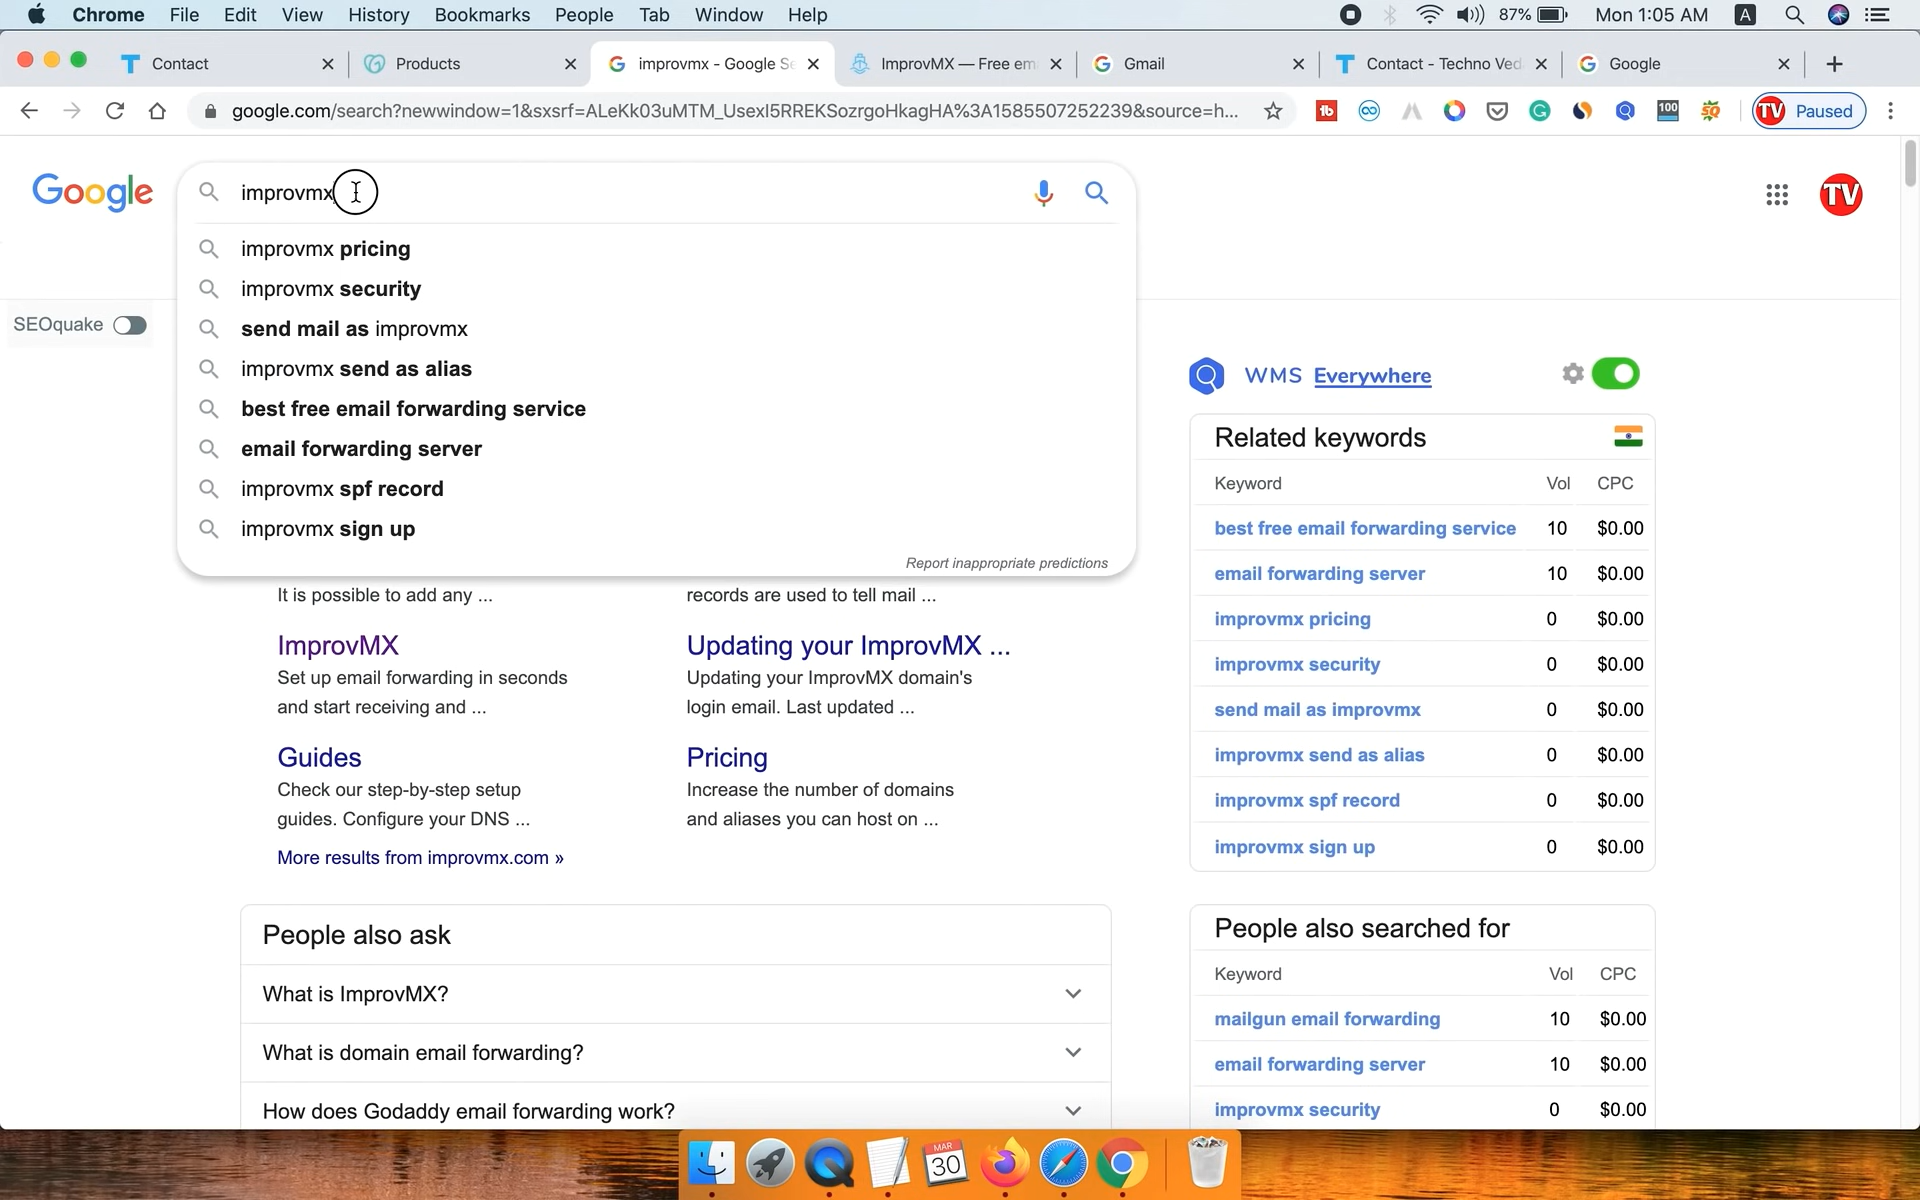 Chrome File Edit View History Bookmarks People Tab Window Help 87% Mon 1:05 AM A
Contact Products improvmx - Google Se ImprovMX — Free em Gmail Contact - Techno Ved Google
google.com/search?newwindow=1&sxsrf=ALeKk03uMTM_UsexI5RREKSozrgoHkagHA%3A1585507252239&source=h... 100 TV Paused
Google improvmx TV
improvmx pricing
improvmx security
send mail as improvmx
improvmx send as alias
best free email forwarding service
email forwarding server
improvmx spf record
improvmx sign up
Report inappropriate predictions
SEOquake
It is possible to add any ...
records are used to tell mail ...
ImprovMX
Set up email forwarding in seconds
and start receiving and ...
Updating your ImprovMX ...
Updating your ImprovMX domain's
login email. Last updated ...
Guides
Check our step-by-step setup
guides. Configure your DNS ...
Pricing
Increase the number of domains
and aliases you can host on ...
More results from improvmx.com »
People also ask
What is ImprovMX?
What is domain email forwarding?
How does Godaddy email forwarding work?
WMS Everywhere
Related keywords
Keyword Vol CPC
best free email forwarding service 10 $0.00
email forwarding server 10 $0.00
improvmx pricing 0 $0.00
improvmx security 0 $0.00
send mail as improvmx 0 $0.00
improvmx send as alias 0 $0.00
improvmx spf record 0 $0.00
improvmx sign up 0 $0.00
People also searched for
Keyword Vol CPC
mailgun email forwarding 10 $0.00
email forwarding server 10 $0.00
improvmx security 0 $0.00
MAR
30